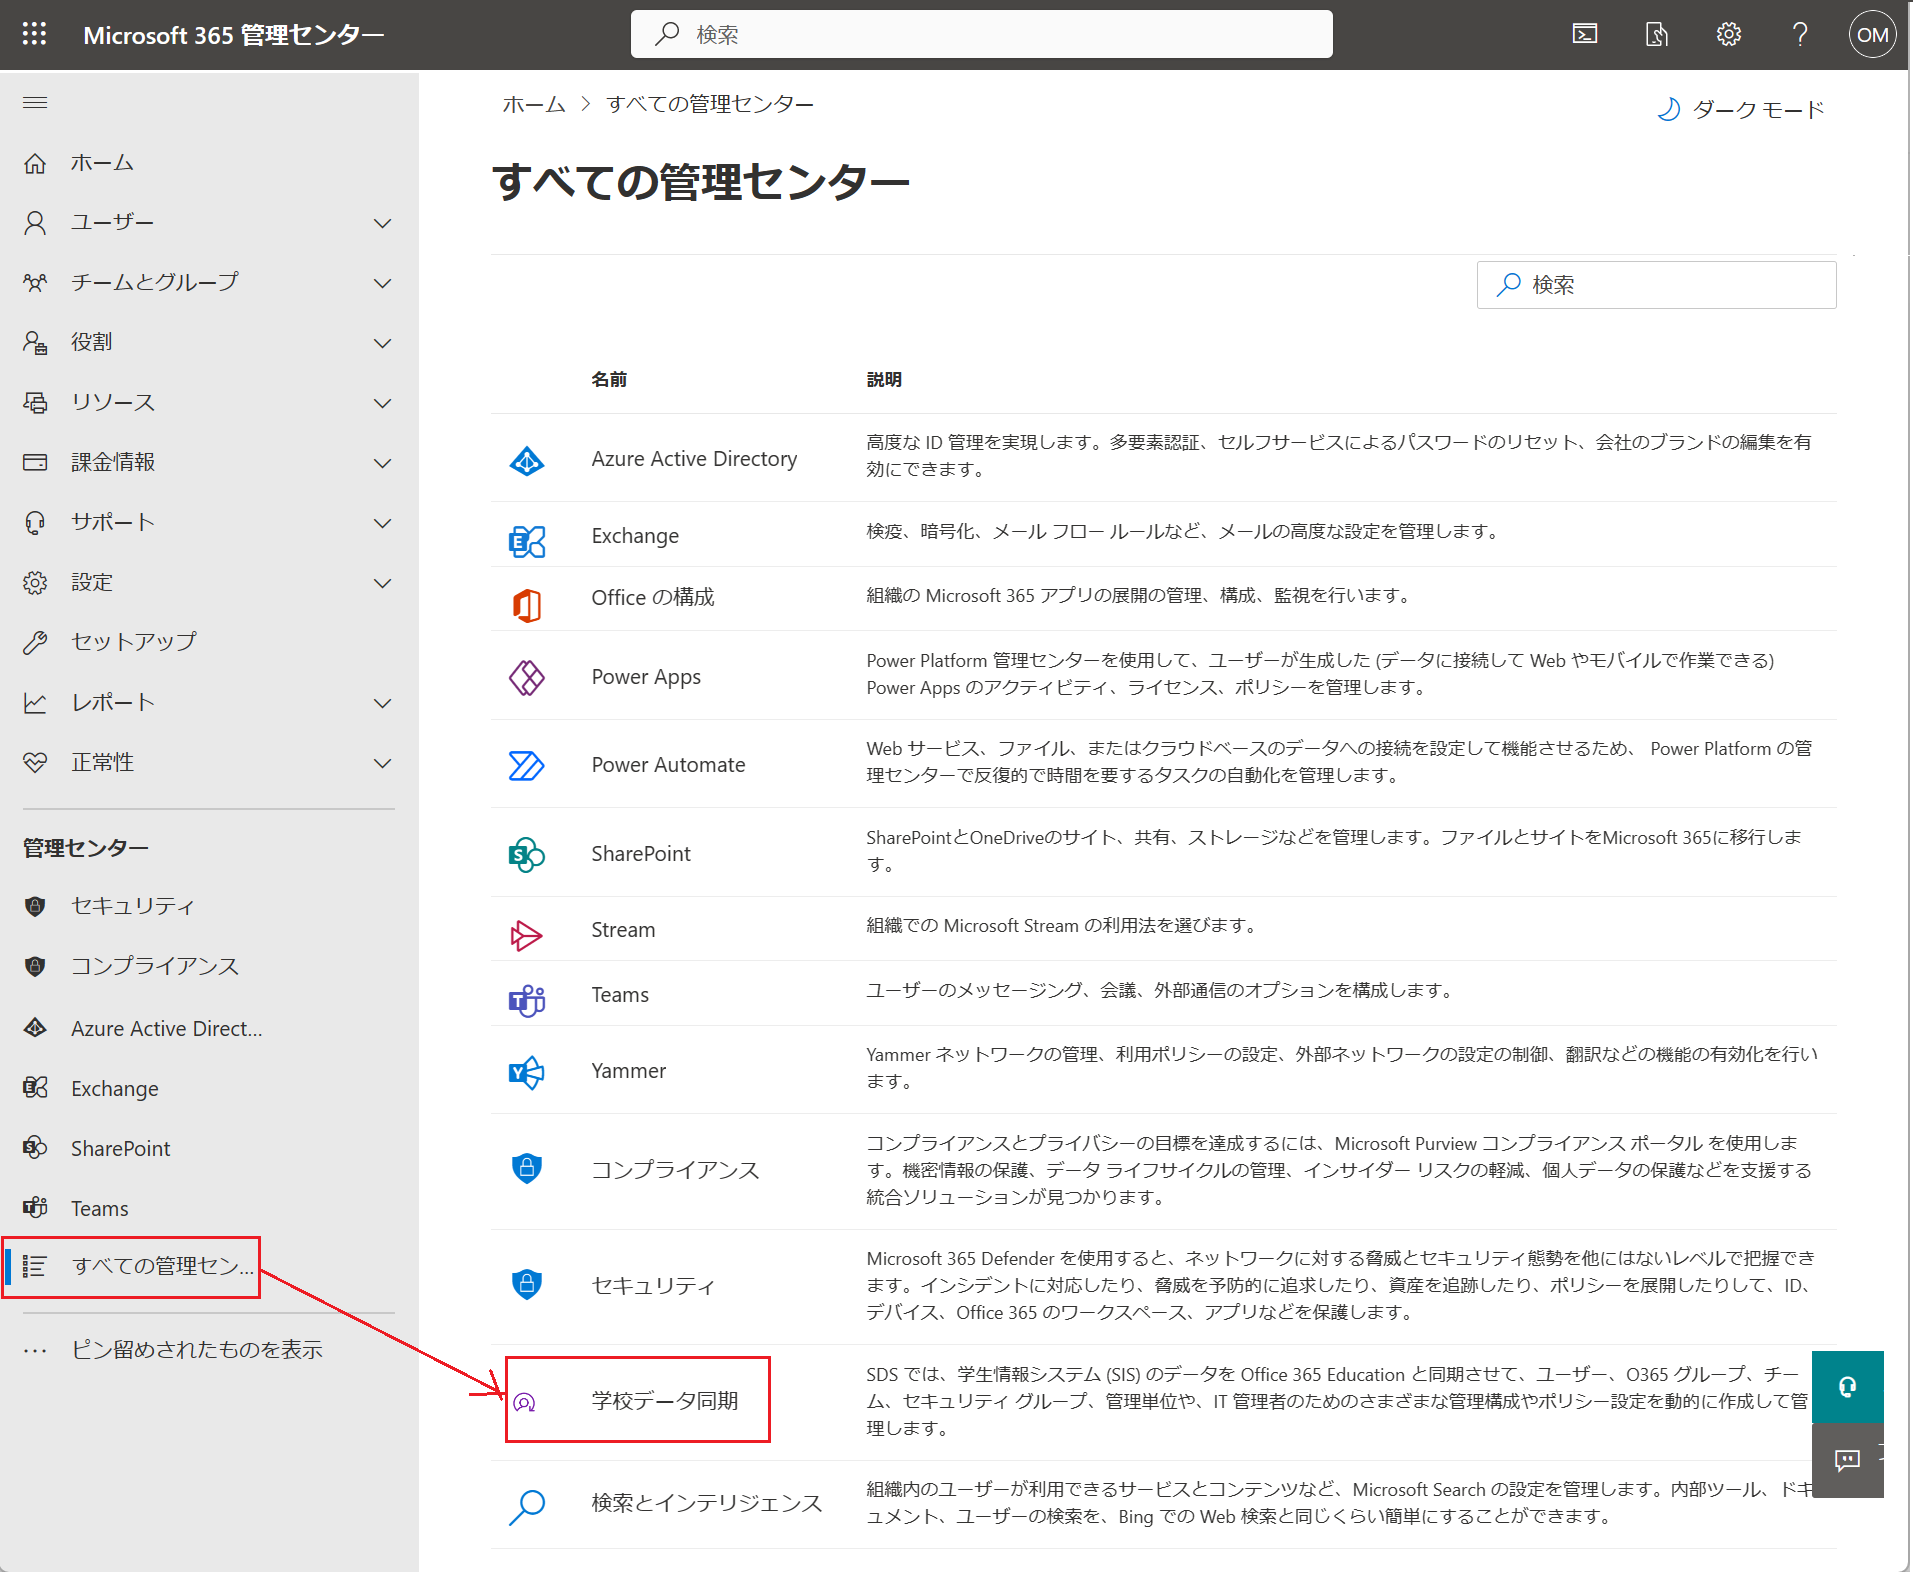 Microsoft 365 管理センター
検索
OM
ホーム > すべての管理センター
ダーク モード
すべての管理センター
検索
ホーム
ユーザー
チームとグループ
役割
リソース
課金情報
サポート
設定
セットアップ
レポート
正常性
管理センター
セキュリティ
コンプライアンス
Azure Active Direct...
Exchange
SharePoint
Teams
すべての管理セン...
ピン留めされたものを表示
名前
説明
Azure Active Directory
高度な ID 管理を実現します。多要素認証、セルフサービスによるパスワードのリセット、会社のブランドの編集を有
効にできます。
Exchange
検疫、暗号化、メール フロー ルールなど、メールの高度な設定を管理します。
Office の構成
組織の Microsoft 365 アプリの展開の管理、構成、監視を行います。
Power Apps
Power Platform 管理センターを使用して、ユーザーが生成した (データに接続して Web やモバイルで作業できる)
Power Apps のアクティビティ、ライセンス、ポリシーを管理します。
Power Automate
Web サービス、ファイル、またはクラウドベースのデータへの接続を設定して機能させるため、 Power Platform の管
理センターで反復的で時間を要するタスクの自動化を管理します。
SharePoint
SharePointとOneDriveのサイト、共有、ストレージなどを管理します。ファイルとサイトをMicrosoft 365に移行しま
す。
Stream
組織での Microsoft Stream の利用法を選びます。
Teams
ユーザーのメッセージング、会議、外部通信のオプションを構成します。
Yammer
Yammer ネットワークの管理、利用ポリシーの設定、外部ネットワークの設定の制御、翻訳などの機能の有効化を行い
ます。
コンプライアンス
コンプライアンスとプライバシーの目標を達成するには、Microsoft Purview コンプライアンス ポータル を使用しま
す。機密情報の保護、データ ライフサイクルの管理、インサイダー リスクの軽減、個人データの保護などを支援する
統合ソリューションが見つかります。
セキュリティ
Microsoft 365 Defender を使用すると、ネットワークに対する脅威とセキュリティ態勢を他にはないレベルで把握でき
ます。インシデントに対応したり、脅威を予防的に追求したり、資産を追跡したり、ポリシーを展開したりして、ID、
デバイス、Office 365 のワークスペース、アプリなどを保護します。
学校データ同期
SDS では、学生情報システム (SIS) のデータを Office 365 Education と同期させて、ユーザー、O365 グループ、チー
ム、セキュリティ グループ、管理単位や、IT 管理者のためのさまざまな管理構成やポリシー設定を動的に作成して管
理します。
検索とインテリジェンス
組織内のユーザーが利用できるサービスとコンテンツなど、Microsoft Search の設定を管理します。内部ツール、ドキ
ュメント、ユーザーの検索を、Bing での Web 検索と同じくらい簡単にすることができます。